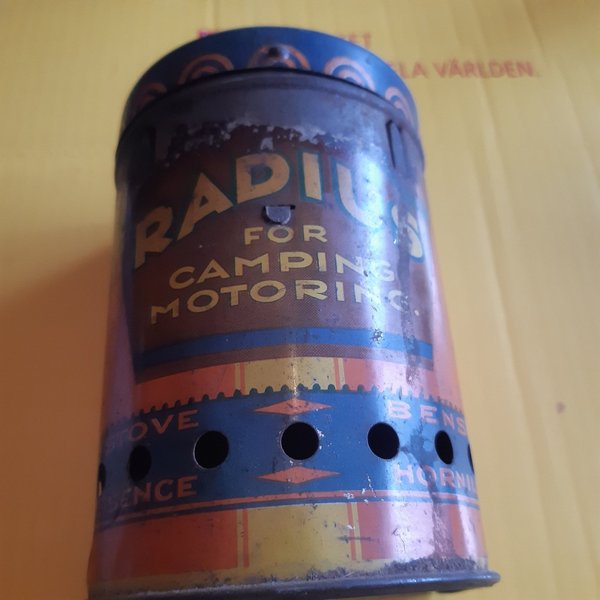 LA VÄRLDEN.
RADIUS
FOR
CAMPING
MOTORING.
STOVE BENS
ENCE HORNI